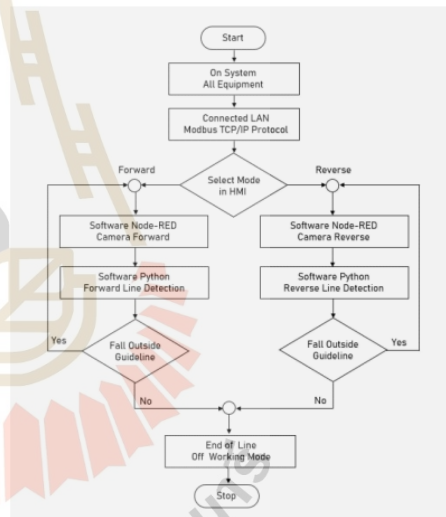 Start
On System
All Equipment
Connected LAN
Modbus TCP/IP Protocol
Select Mode
in HMI
Forward
Reverse
Software Node-RED
Camera Forward
Software Node-RED
Camera Reverse
Software Python
Forward Line Detection
Software Python
Reverse Line Detection
Fall Outside
Guideline
Yes
No
Fall Outside
Guideline
Yes
No
End of Line
Off Working Mode
Stop